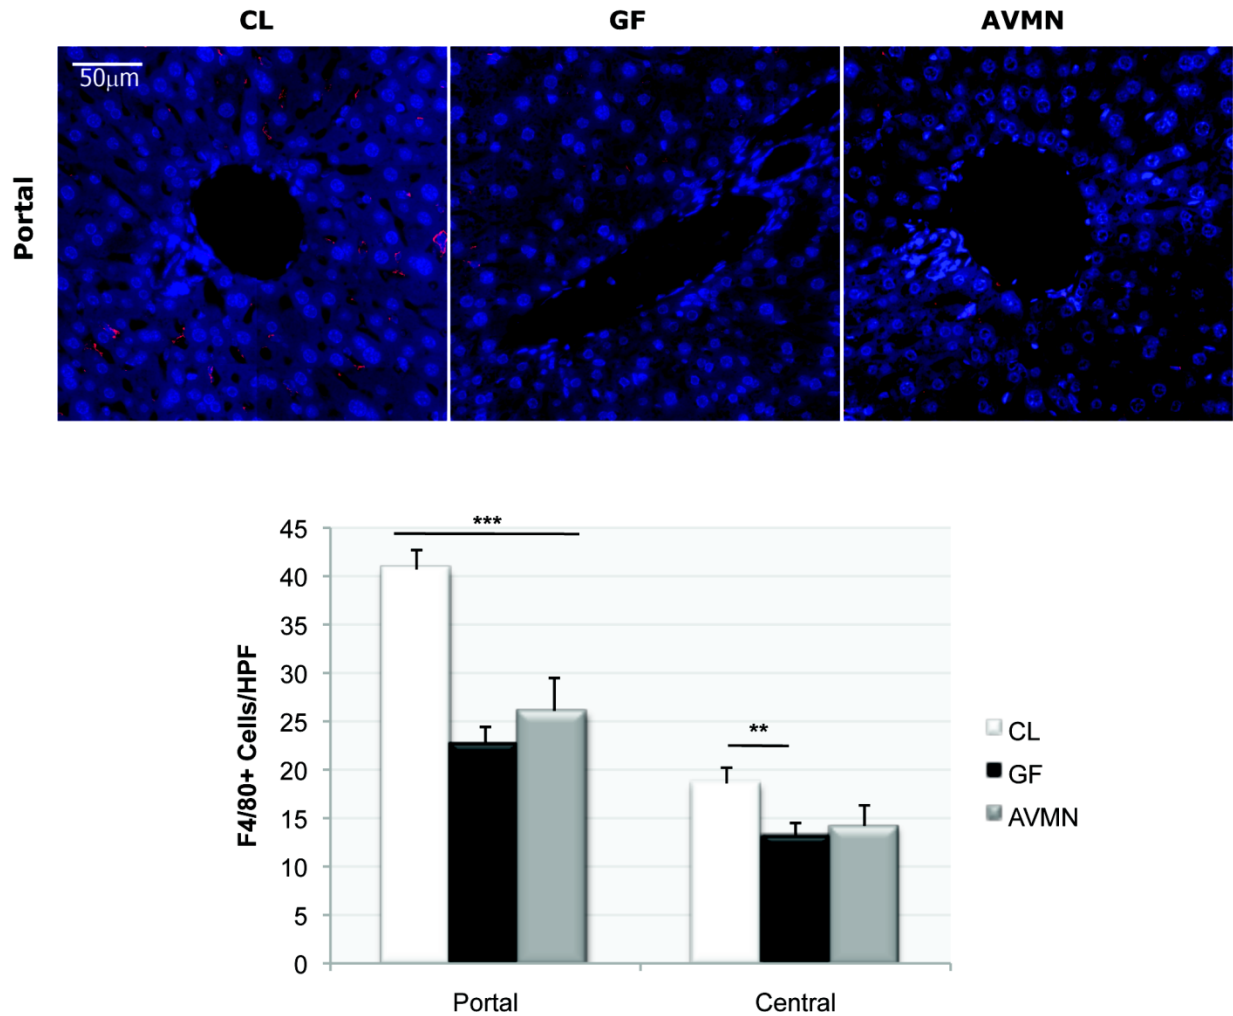 CL GF AVMN
50μm
Portal
***
45
40
35
30
25
20
15
10
5
0
F4/80+ Cells/HPF
**
CL
GF
AVMN
Portal Central